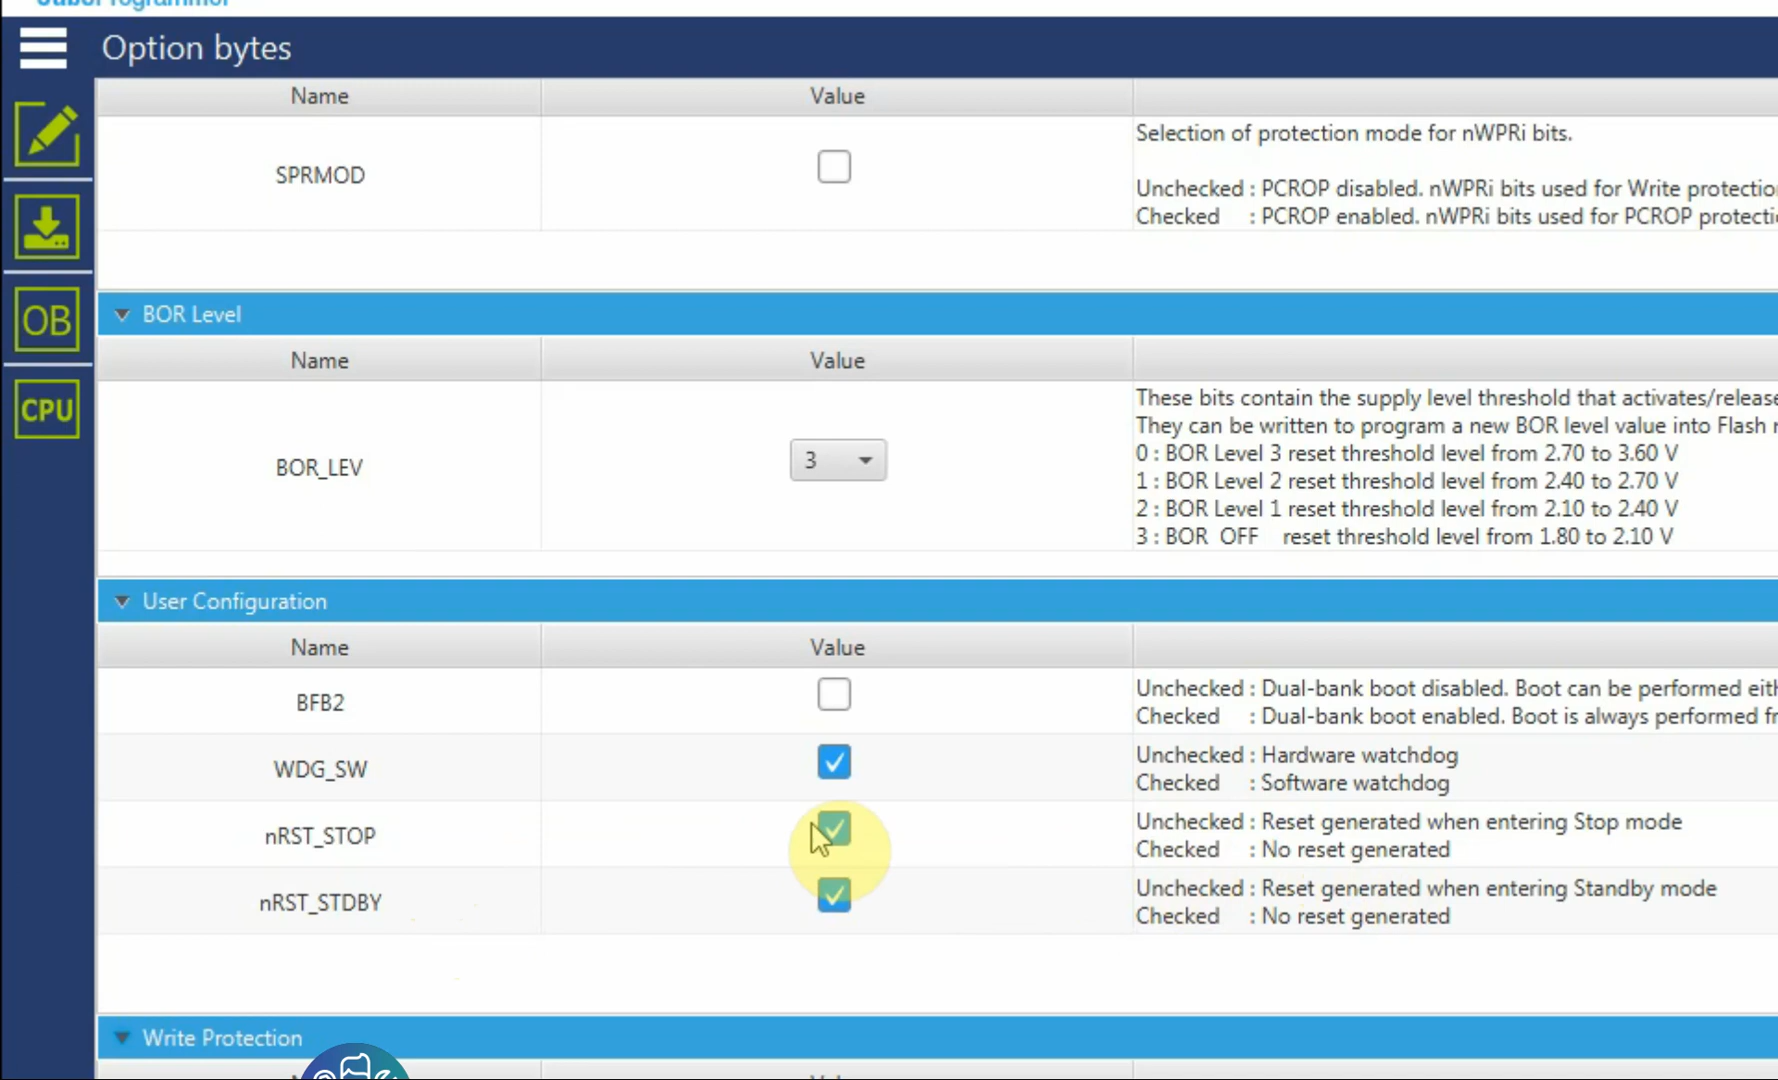 CubeProgrammer
Option bytes
Name Value
SPRMOD
Selection of protection mode for nWPRi bits.
Unchecked : PCROP disabled. nWPRi bits used for Write
Checked : PCROP enabled. nWPRi bits used for PCROP
OB
CPU
BOR Level
Name Value
BOR_LEV
3
These bits contain the supply level threshold that
They can be written to program a new BOR level value into Flash
0 : BOR Level 3 reset threshold level from 2.70 to 3.60 V
1 : BOR Level 2 reset threshold level from 2.40 to 2.70 V
2 : BOR Level 1 reset threshold level from 2.10 to 2.40 V
3 : BOR OFF reset threshold level from 1.80 to 2.10 V
User Configuration
Name Value
BFB2
Unchecked : Dual-bank boot disabled. Boot can be performed
Checked : Dual-bank boot enabled. Boot is always performed
WDG_SW
Unchecked : Hardware watchdog
Checked : Software watchdog
nRST_STOP
Unchecked : Reset generated when entering Stop mode
Checked : No reset generated
nRST_STDBY
Unchecked : Reset generated when entering Standby mode
Checked : No reset generated
Write Protection